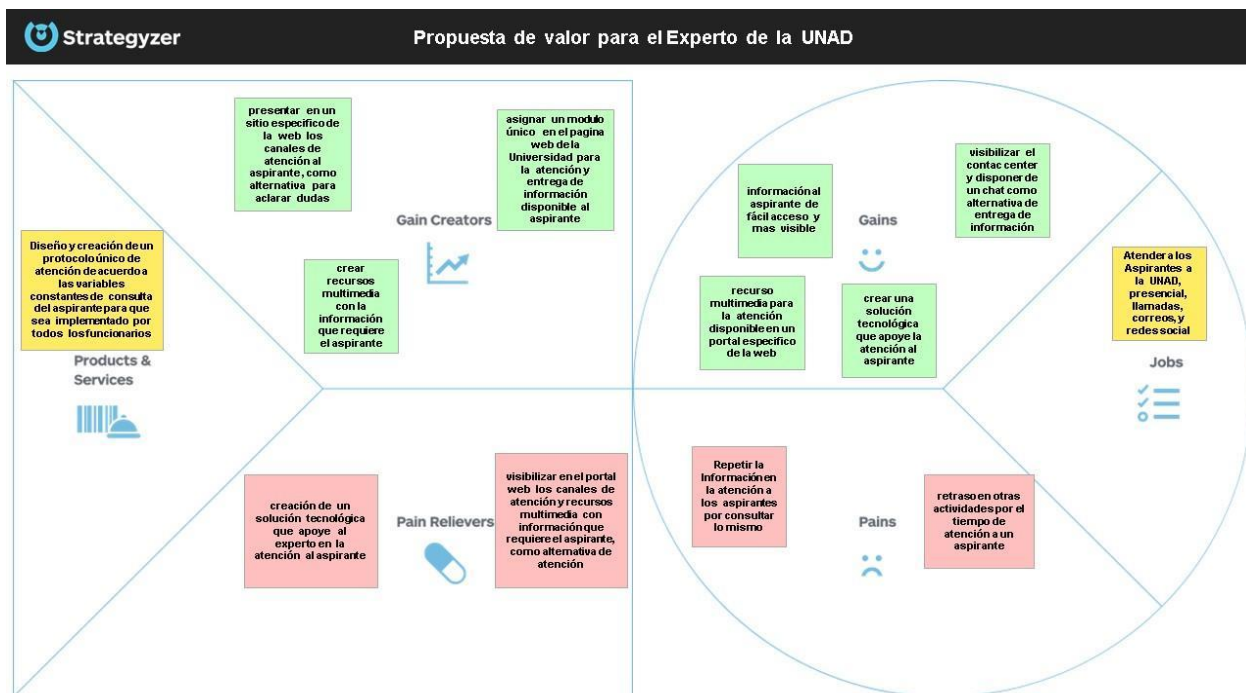 Strategyzer
Propuesta de valor para el Experto de la UNAD
presentar en un
sitio especifico de
la web los
canales de
atención al
aspirante, como
alternativa para
aclarar dudas
asignar un modulo
único en el pagina
web de la
Universidad para
la atención y
entrega de
información
disponible al
aspirante
Gain Creators
crear
recursos
multimedia
con la
información
que requiere
el aspirante
Diseño y creación de un
protocolo único de
atención de acuerdo a
las variables
constantes de consulta
del aspirante para que
sea implementado por
todos los funcionarios
Products &
Services
creación de un
solución tecnológica
que apoye al
experto en la
atención al aspirante
Pain Relievers
visibilizar en el portal
web los canales de
atención y recursos
multimedia con
información que
requiere el aspirante,
como alternativa de
atención
información al
aspirante de
fácil acceso y
mas visible
Gains
visibilizar el
contac center
y disponer de
un chat como
alternativa de
entrega de
información
recurso
multimedia para
la atención
disponible en un
portal especifico
de la web
crear una
solución
tecnológica
que apoye la
atención al
aspirante
Atender a los
Aspirantes a
la UNAD,
presencial,
llamadas,
correos, y
redes social
Jobs
Repetir la
Información en
la atención a
los aspirantes
por consultar
lo mismo
Pains
retraso en otras
actividades por el
tiempo de
atención a un
aspirante